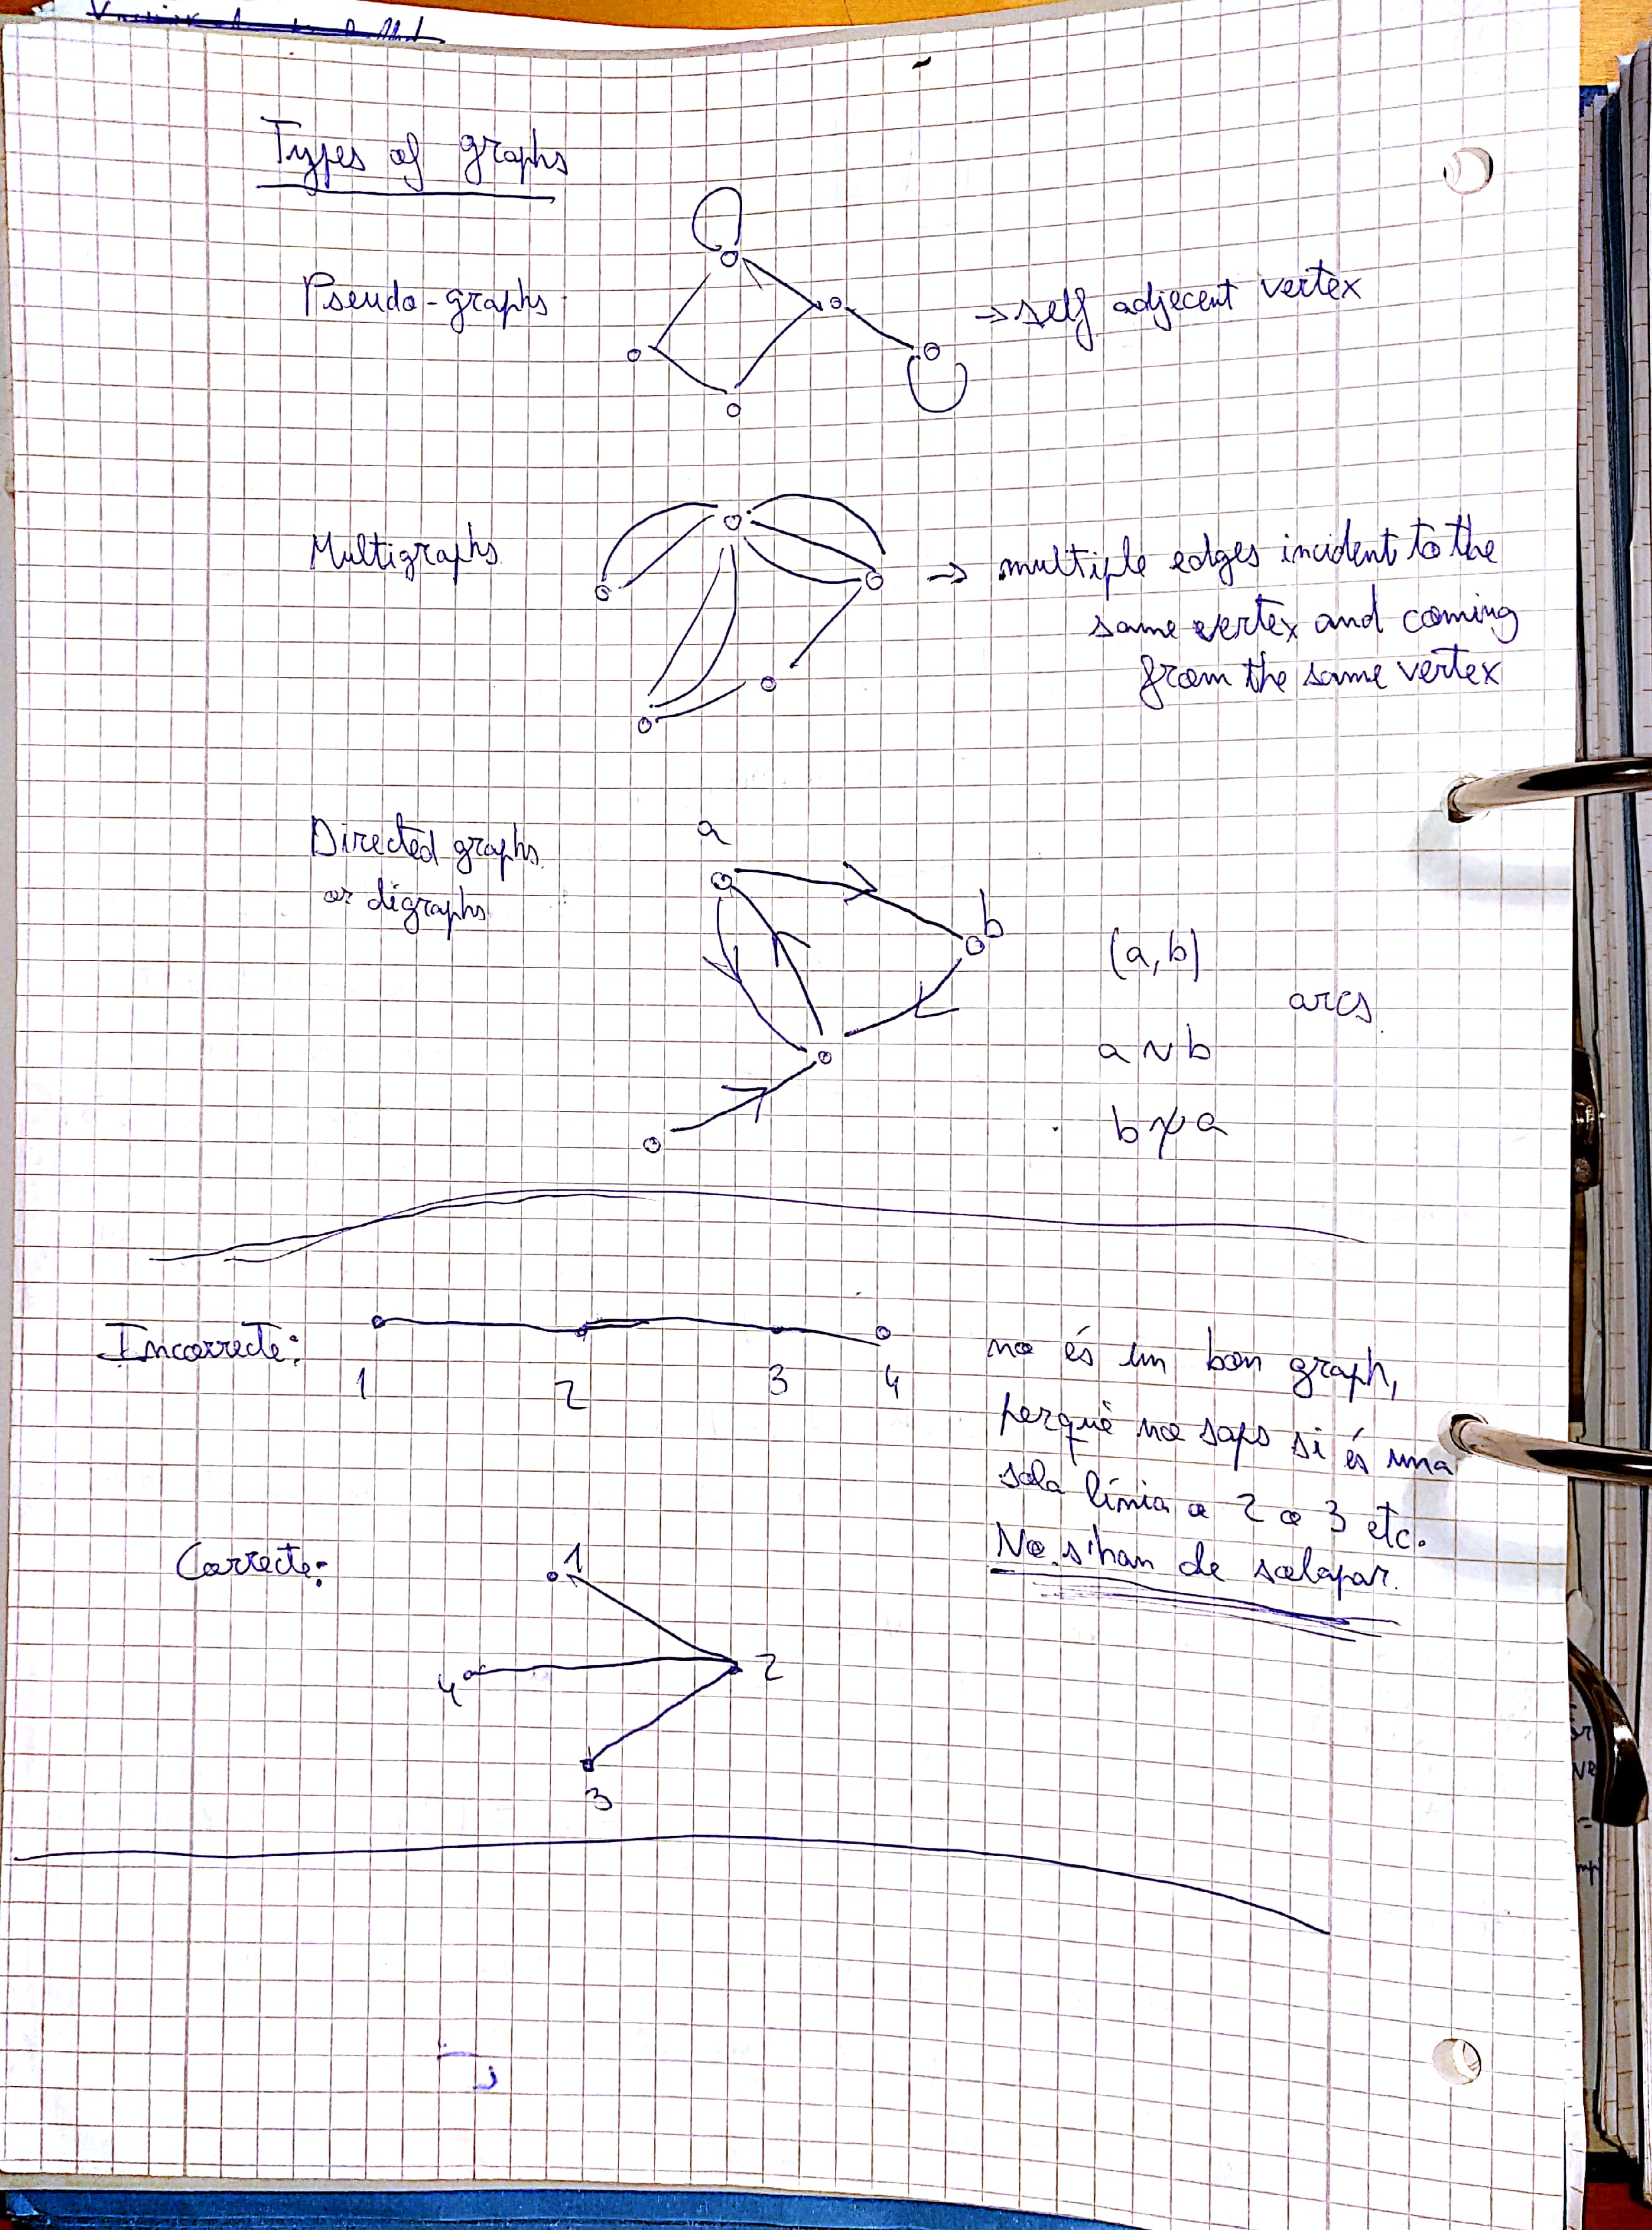 Types of graphs
Pseudo-graphs
→ self adjecent vertex
Multigraphs
→ multiple edges incident to the
same vertex and coming
from the same vertex
Directed graphs
or digraphs
a
b
(a,b)
arcs
a ~ b
b ≁ a
Incorrecte:
1 2 3 4
no és un bon graph,
perquè no saps si és una
sola línia o 2 o 3 etc.
No s'han de solapar.
Correcte:
1
4
2
3